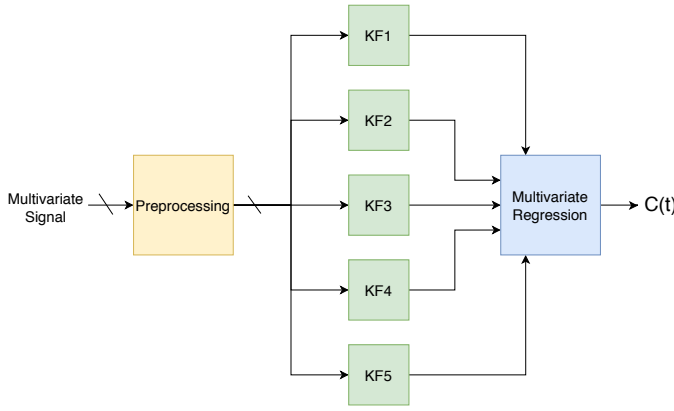 Multivariate
Signal
Preprocessing
KF1
KF2
KF3
KF4
KF5
Multivariate
Regression
C(t)